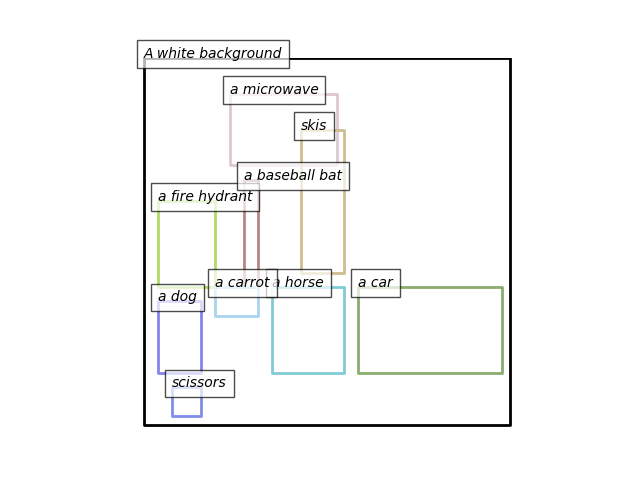 A white background
a microwave
skis
a baseball bat
a fire hydrant
a carrot
a horse
a car
a dog
scissors